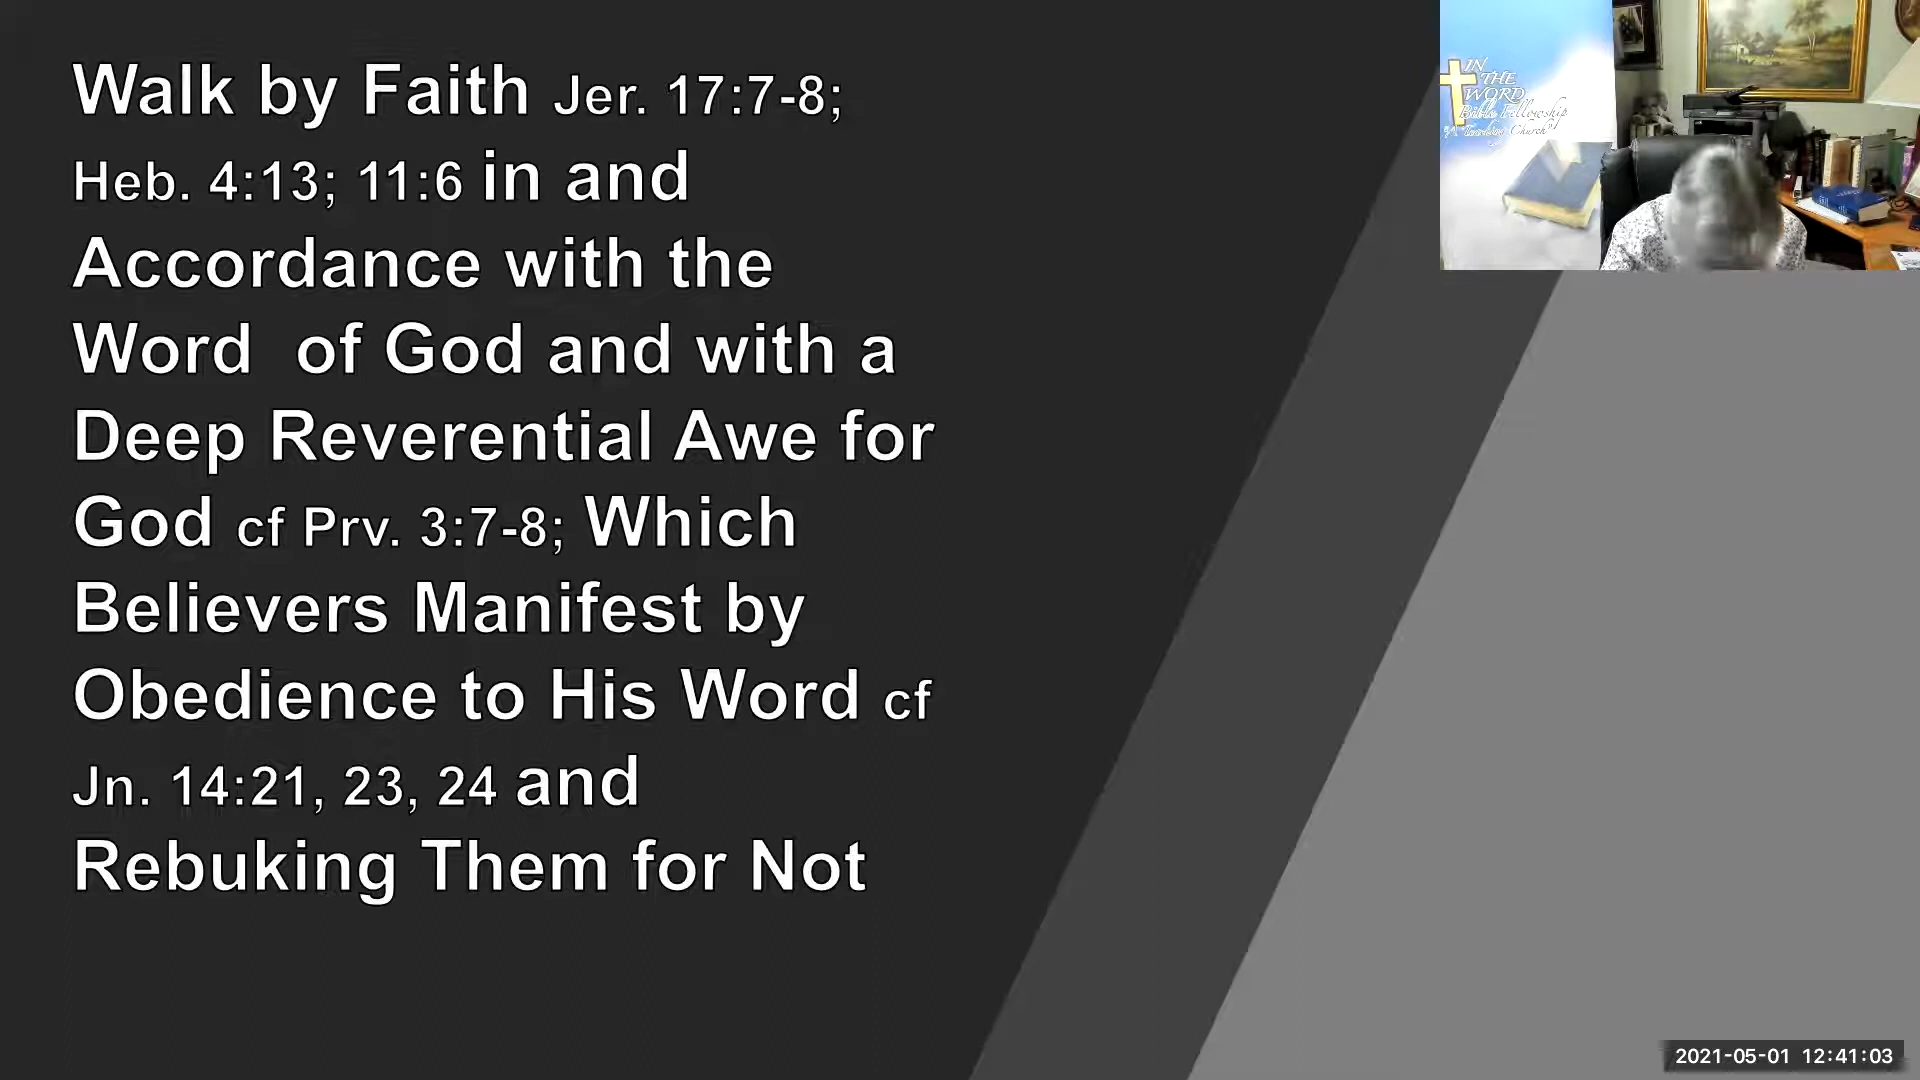 Walk by Faith Jer. 17:7-8;
Heb. 4:13; 11:6 in and
Accordance with the
Word  of God and with a
Deep Reverential Awe for
God cf Prv. 3:7-8; Which
Believers Manifest by
Obedience to His Word cf
Jn. 14:21, 23, 24 and
Rebuking Them for Not
IN
THE
WORD
Bible Fellowship
"A Teaching Church"
2021-05-01 12:41:03